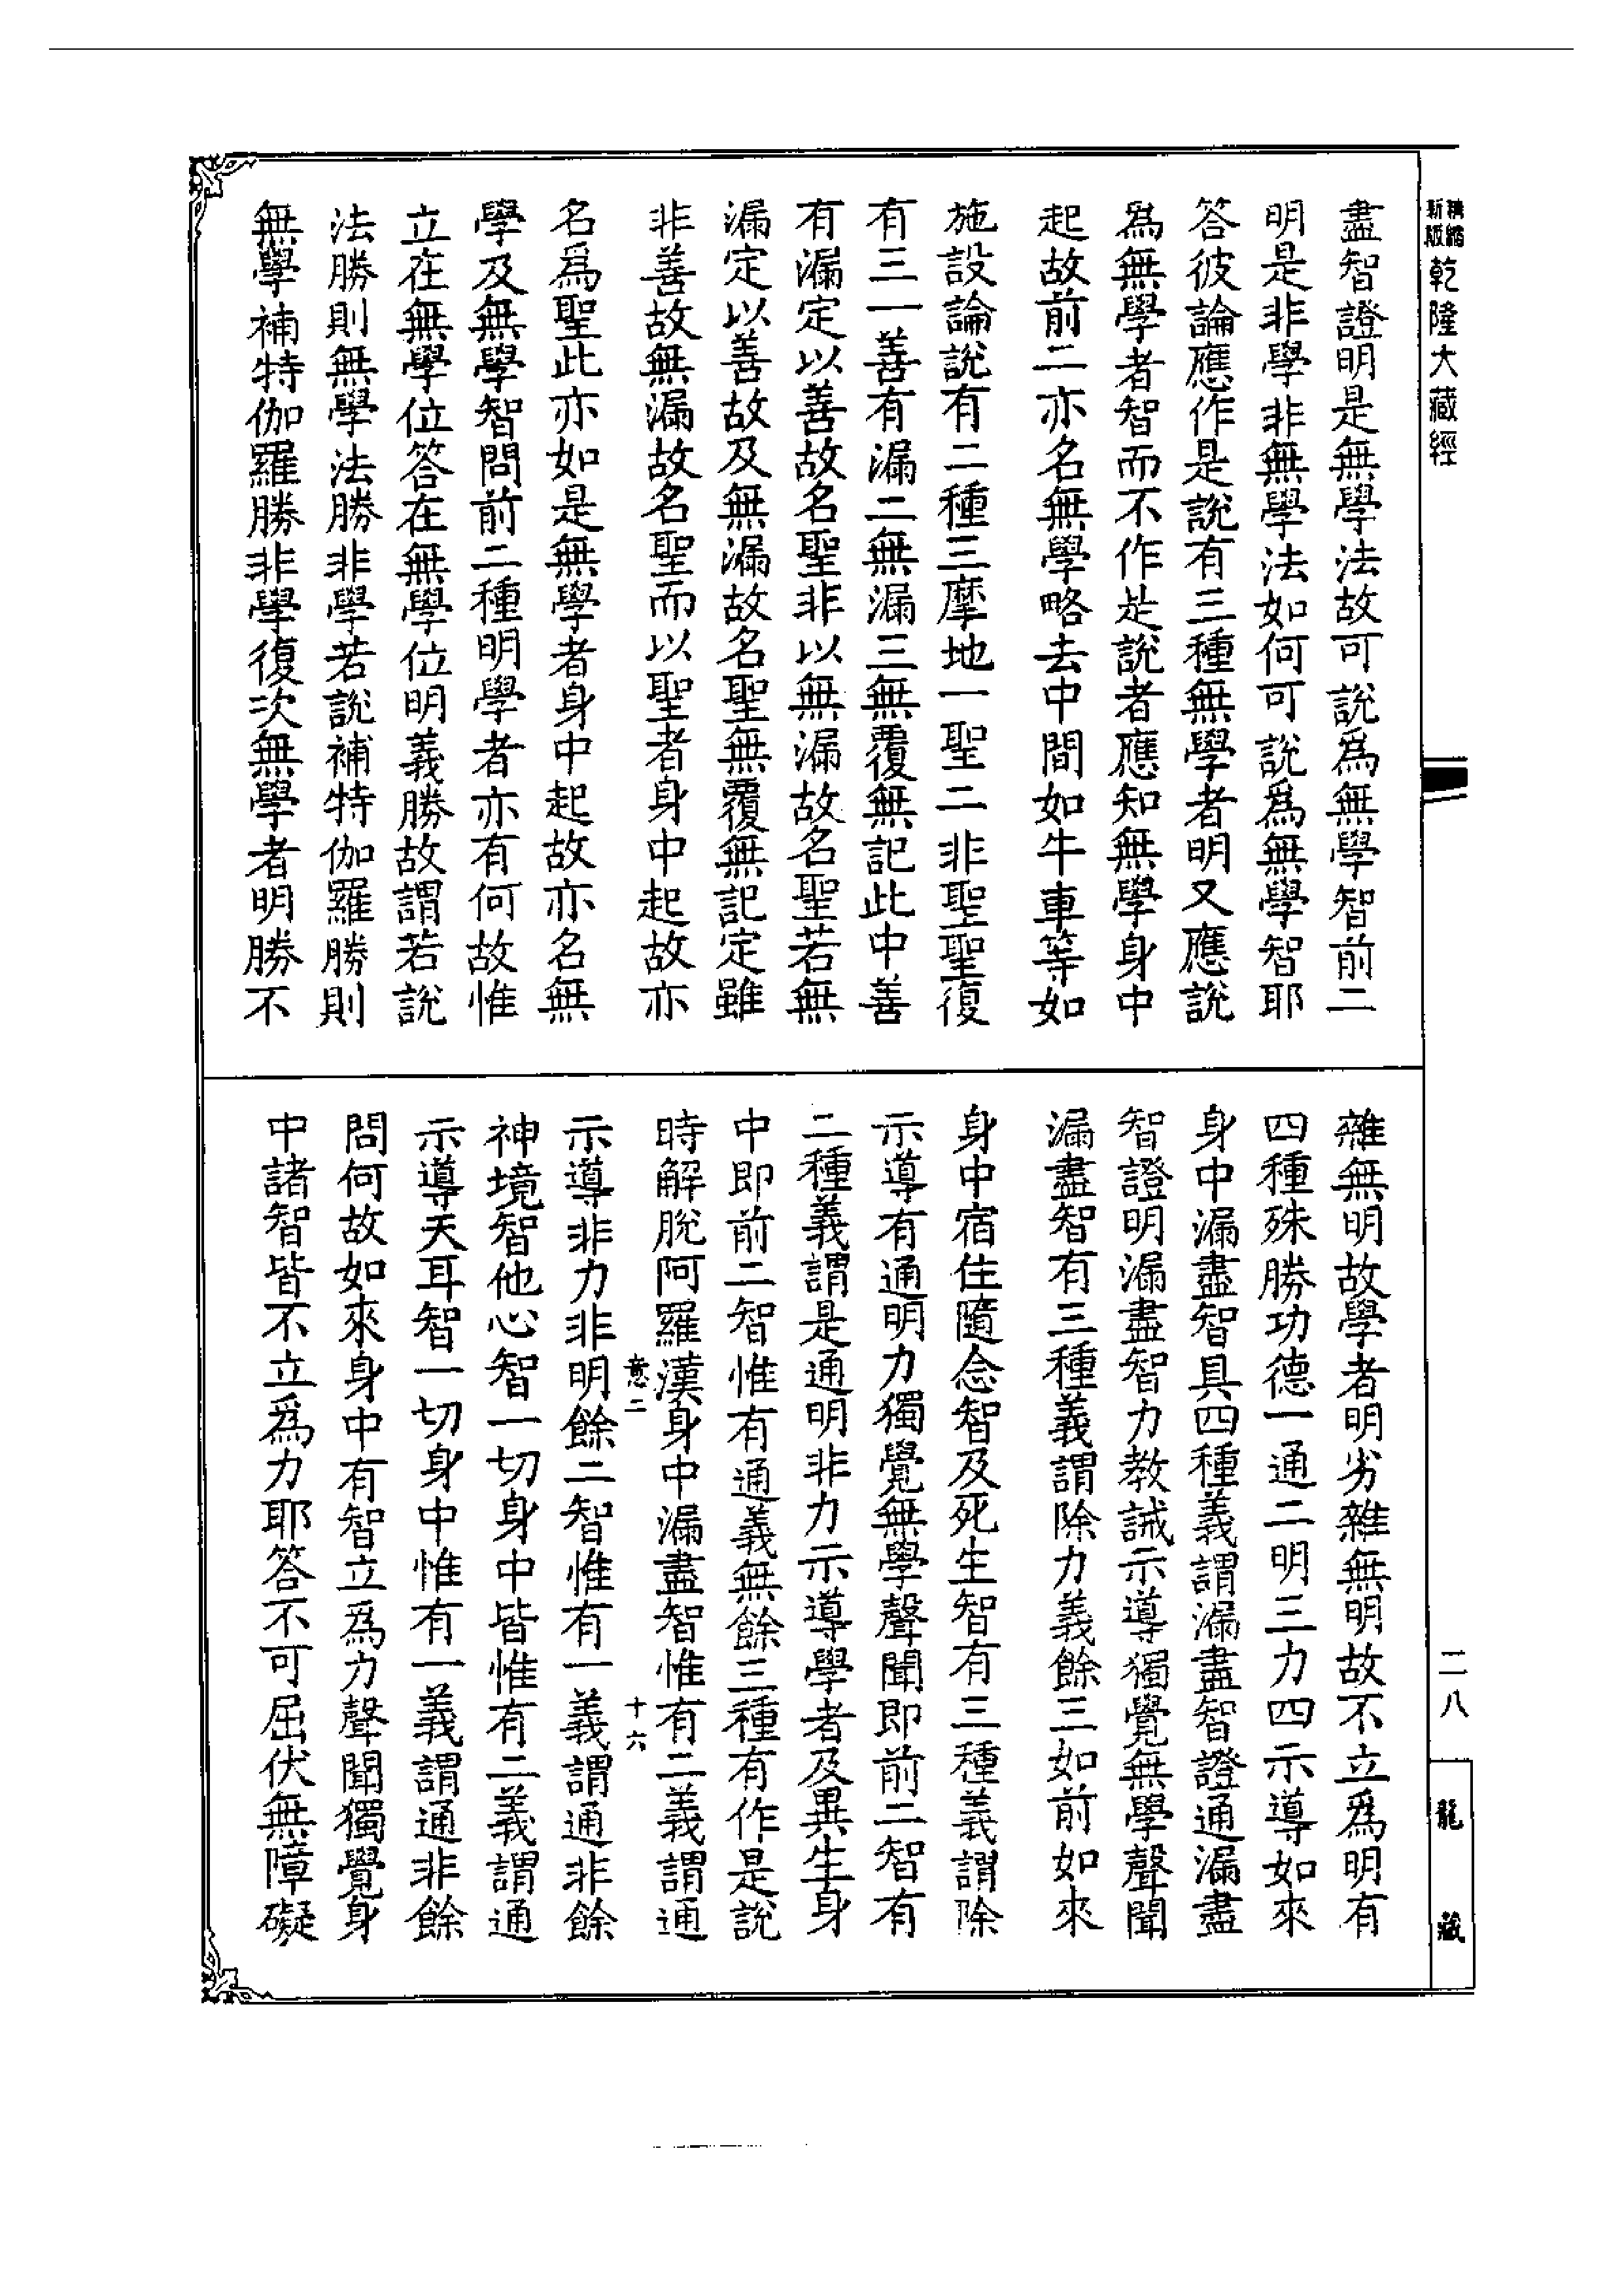 精縮新版乾隆大藏經
盡智證明是無學法故可說為無學智前二
明是非學非無學法如何可說爲無學智耶
答彼論應作是說有三種無學者明又應說
為無學者智而不作是說者應知無學身中
起故前二亦名無學略去中間如牛車等如
施設論說有二種三摩地一聖二非聖聖復
有三一善有漏二無漏三無覆無記此中善
有漏定以善故名聖非以無漏故名聖若無
漏定以善故及無漏故名聖無覆無記定雖
非善故無漏故名聖而以聖者身中起故亦
名爲聖此亦如是無學者身中起故亦名無
學及無學智問前二種明學者亦有何故惟
立在無學位答在無學位明義勝故謂若說
法勝則無學法勝非學若說補特伽羅勝則
無學補特伽羅勝非學復次無學者明勝不
雜無明故學者明劣雜無明故不立爲明有
四種殊勝功德一通二明三力四示導如來
身中漏盡智具四種義謂漏盡智證通漏盡
智證明漏盡智力教誡示導獨覺無學聲聞
漏盡智有三種義謂除力義餘三如前如來
身中宿住隨念智及死生智有三種義謂除
示導有通明力獨覺無學聲聞即前二智有
二種義謂是通明非力示導學者及異生身
中即前二智惟有通義無餘三種有作是說
時解脫阿羅漢身中漏盡智惟有二義謂通
意二 十六
示導非力非明餘二智惟有一義謂通非餘
神境智他心智一切身中皆惟有二義謂通
示導天耳智一切身中惟有一義謂通非餘
問何故如來身中有智立爲力聲聞獨覺身
中諸智皆不立爲力耶答不可屈伏無障礙
二八
龍藏